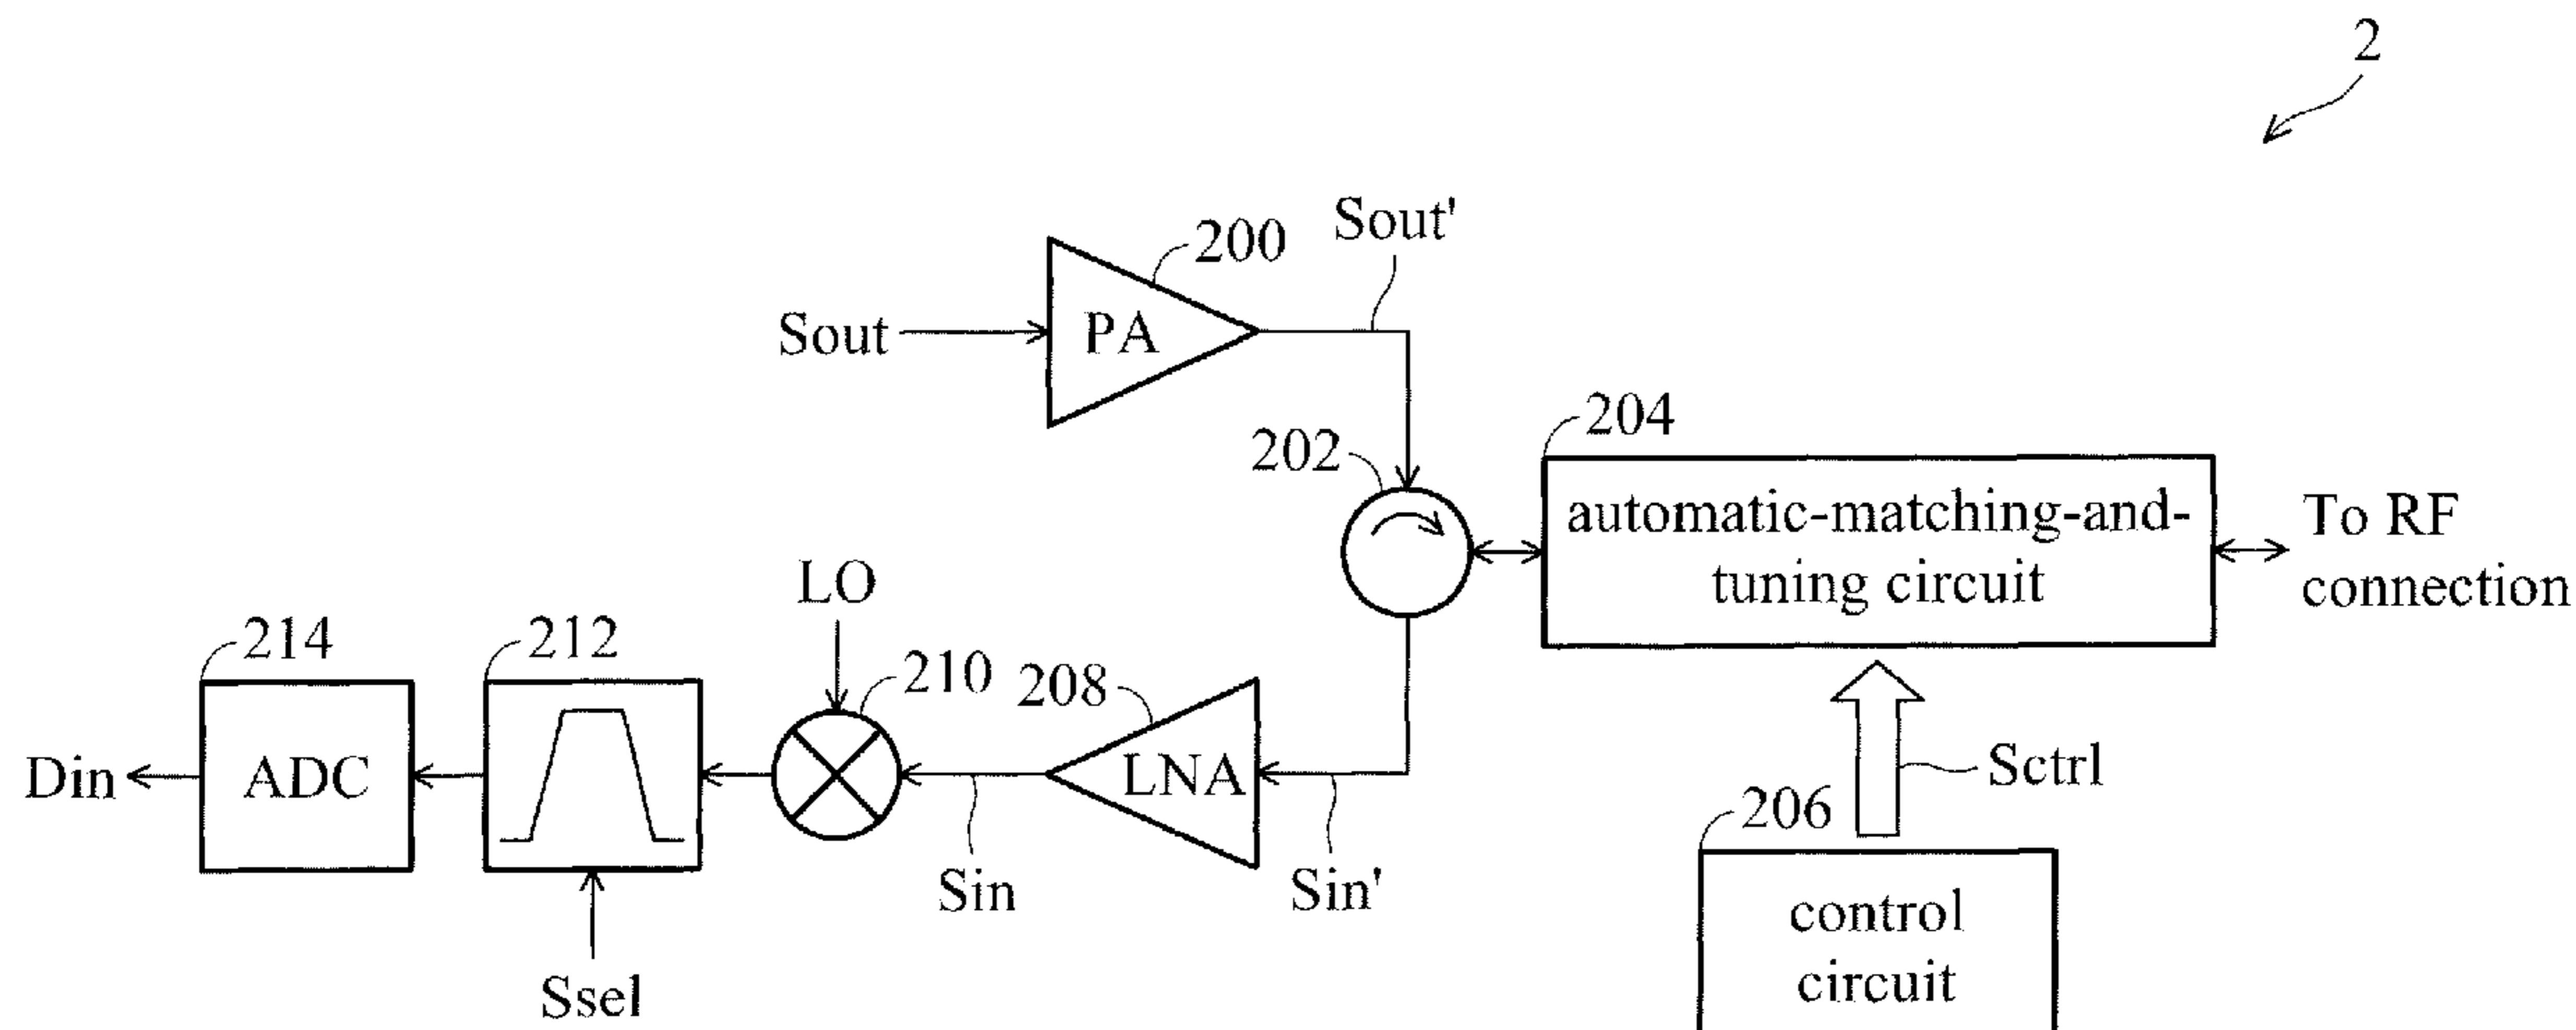 2
Sout'
200
Sout
PA
204
202
automatic-matching-and-
tuning circuit
To RF
connection
LO
214
212
210
208
Din
ADC
LNA
Sctrl
206
Sin
Sin'
control
circuit
Ssel